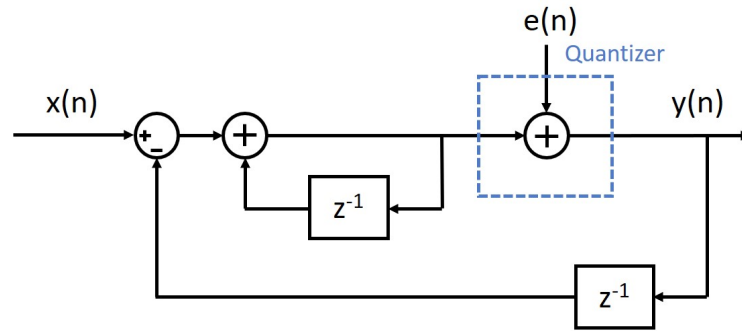 e(n)
Quantizer
x(n)
y(n)
+
−
+
+
z⁻¹
z⁻¹